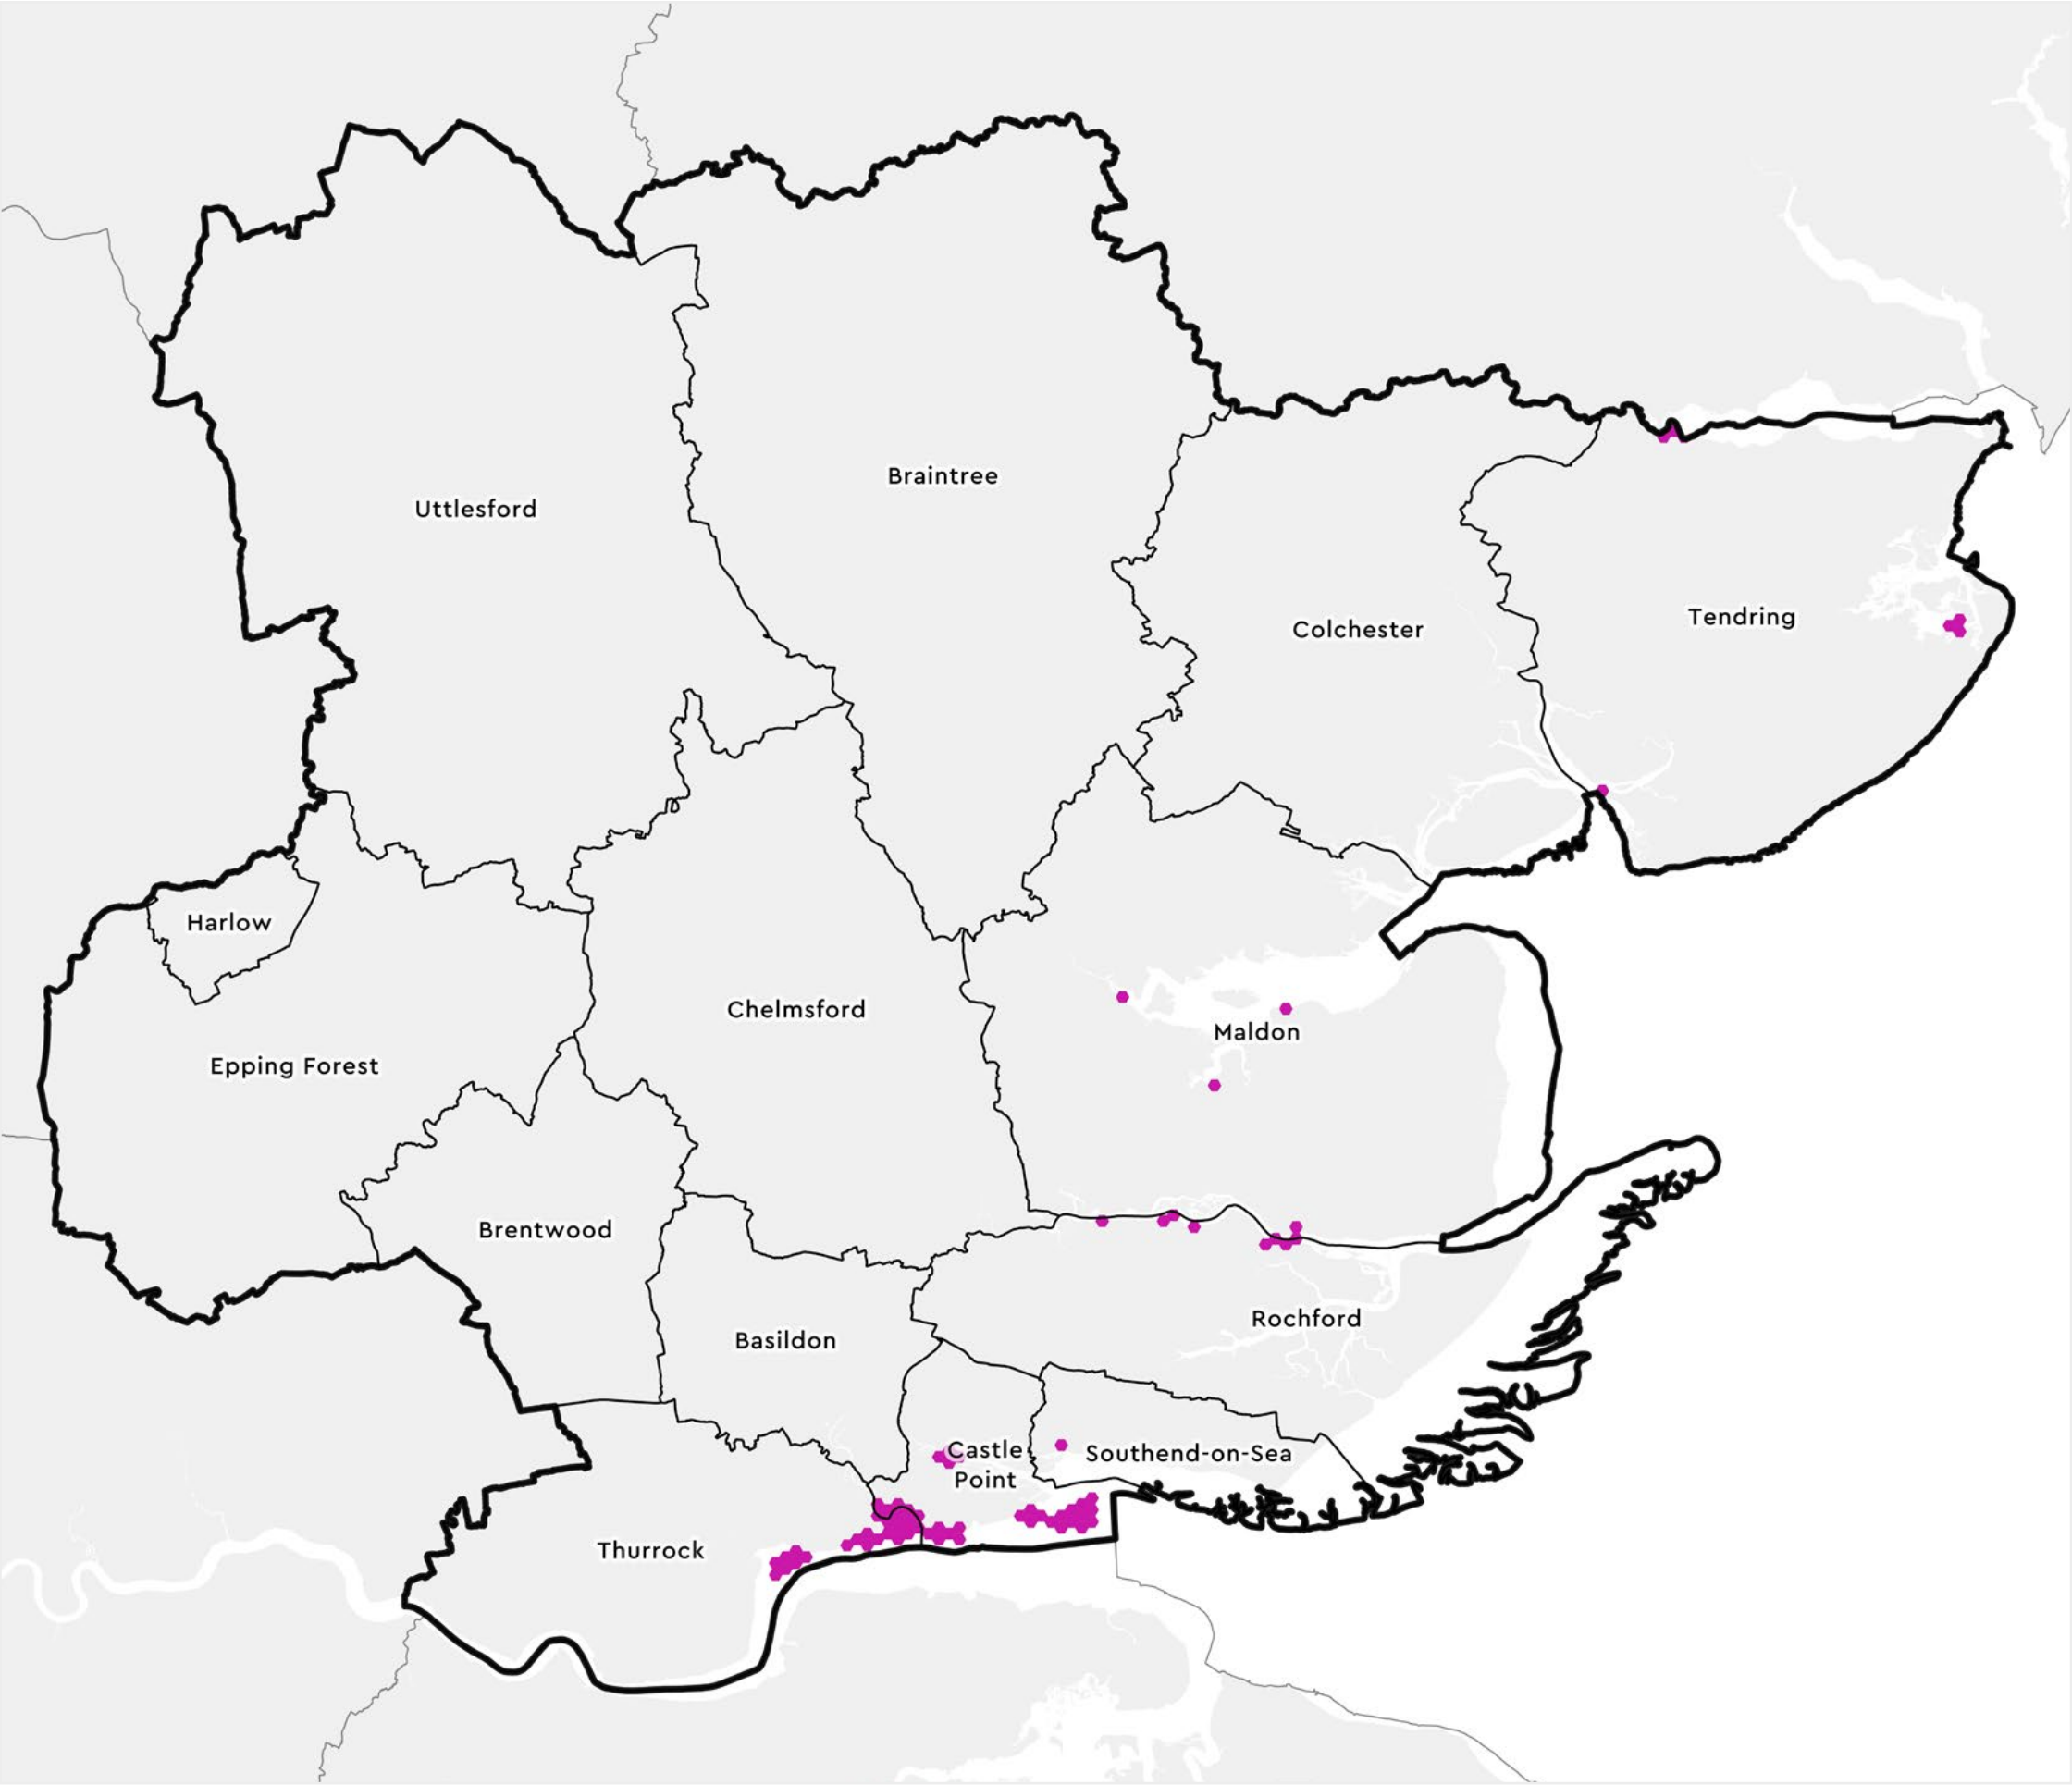 Braintree
Uttlesford
Tendring
Colchester
Harlow
Chelmsford
Maldon
Epping Forest
Brentwood
Rochford
Basildon
Castle
Point
Southend-on-Sea
Thurrock